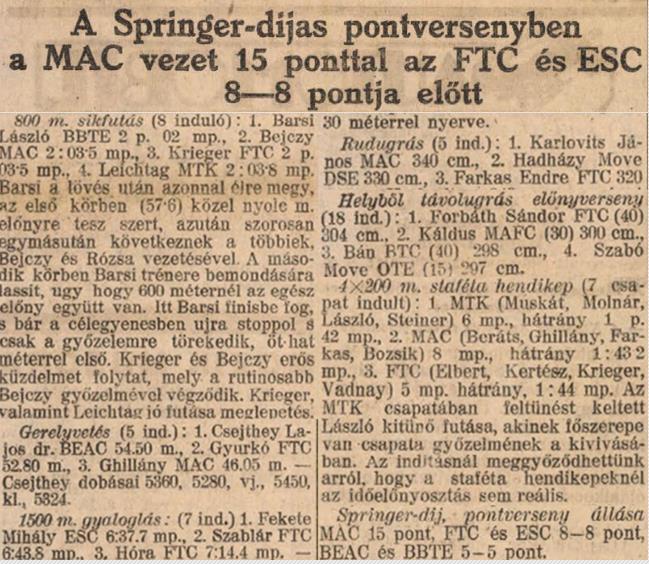 A Springer-dijas pontversenyben
a MAC vezet 15 ponttal az FTC és ESC
8—8 pontja előtt
800 m. sikfutás (8 induló): 1. Barsi
László BBTE 2 p. 02 mp., 2. Bejczy
MAC 2:03·5 mp., 3. Krieger FTC 2 p.
03·5 mp., 4. Leichtag MTK 2:03·8 mp.
Barsi a lövés után azonnal élre megy,
az első körben (57·6) közel nyolc m.
előnyre tesz szert, azután szorosan
egymásután következnek a többiek,
Bejczy és Rózsa vezetésével. A máso-
dik körben Barsi trénere bemondására
lassit, ugy hogy 600 méternél az egész
előny együtt van. Itt Barsi finisbe fog,
s bár a célegyenesben ujra stoppol s
csak a győzelemre törekedik, öt-hat
méterrel első. Krieger és Bejczy erős
küzdelmet folytat, mely a rutinosabb
Bejczy győzelmével végződik. Krieger,
valamint Leichtag jó futása meglepetés.
Gerelyvetés (5 ind.): 1. Csejthey La-
jos dr. BEAC 54.50 m., 2. Gyurkó FTC
52.80 m., 3. Ghillány MAC 46.05 m. —
Csejthey dobásai 5360, 5280, vj., 5450,
kl., 5324.
1500 m. gyaloglás: (7 ind.) 1. Fekete
Mihály ESC 6:37.7 mp., 2. Szablár FTC
6:43.8 mp., 3. Hóra FTC 7:14.4 mp. —
30 méterrel nyerve.
Rudugrás (5 ind.): 1. Karlovits Já-
nos MAC 340 cm., 2. Hadházy Move
DSE 330 cm., 3. Farkas Endre FTC 320
Helyből távolugrás előnyverseny
(18 ind.): 1. Forbáth Sándor FTC (40)
304 cm., 2. Káldus MAFC (30) 300 cm.,
3. Bán BTC (40) 298 cm., 4. Szabó
Move OTE (15) 297 cm.
4×200 m. staféta hendikep (7 csa-
pat indult): 1. MTK (Muskát, Molnár,
László, Steiner) 6 mp., hátrány 1 p.
42 mp., 2. MAC (Beráts, Ghillány, Far-
kas, Bozsik) 8 mp., hátrány 1:43 2
mp., 3. FTC (Elbert, Kertész, Krieger,
Vadnay) 5 mp. hátrány, 1:44 mp. Az
MTK csapatában feltünést keltett
László kitünő futása, akinek főszerepe
van csapata győzelmének a kivivásá-
ban. Az inditásnál meggyőződhettünk
arról, hogy a staféta hendikepeknél
az időelőnyosztás sem reális.
Springer-dij, pontverseny állása
MAC 15 pont, FTC és ESC 8—8 pont,
BEAC és BBTE 5—5 pont.